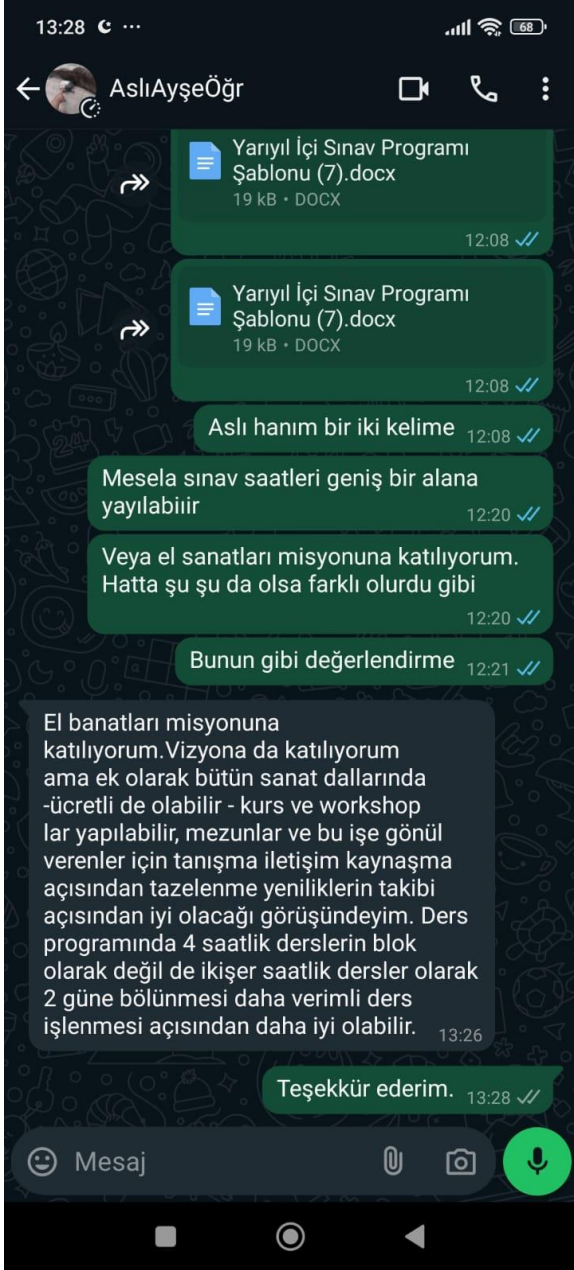 13:28 ...
68
AslıAyşeÖğr
Yarıyıl İçi Sınav Programı
Şablonu (7).docx
19 kB • DOCX
12:08
Yarıyıl İçi Sınav Programı
Şablonu (7).docx
19 kB • DOCX
12:08
Aslı hanım bir iki kelime 12:08
Mesela sınav saatleri geniş bir alana
yayılabiiir
12:20
Veya el sanatları misyonuna katılıyorum.
Hatta şu şu da olsa farklı olurdu gibi
12:20
Bunun gibi değerlendirme 12:21
El banatları misyonuna
katılıyorum.Vizyona da katılıyorum
ama ek olarak bütün sanat dallarında
-ücretli de olabilir - kurs ve workshop
lar yapılabilir, mezunlar ve bu işe gönül
verenler için tanışma iletişim kaynaşma
açısından tazelenme yeniliklerin takibi
açısından iyi olacağı görüşündeyim. Ders
programında 4 saatlik derslerin blok
olarak değil de ikişer saatlik dersler olarak
2 güne bölünmesi daha verimli ders
işlenmesi açısından daha iyi olabilir. 13:26
Teşekkür ederim. 13:28
Mesaj